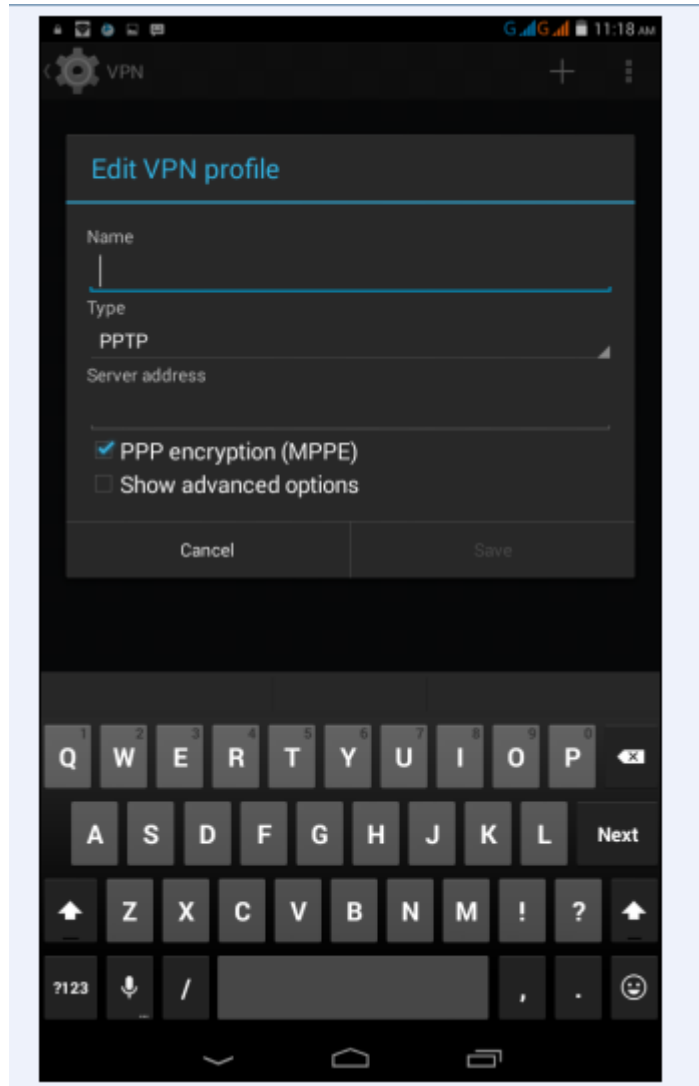 G G 11:18 AM
VPN
Edit VPN profile
Name
Type
PPTP
Server address
PPP encryption (MPPE)
Show advanced options
Cancel Save
1 2 3 4 5 6 7 8 9 0
Q W E R T Y U I O P
A S D F G H J K L Next
Z X C V B N M ! ?
?123 / , .